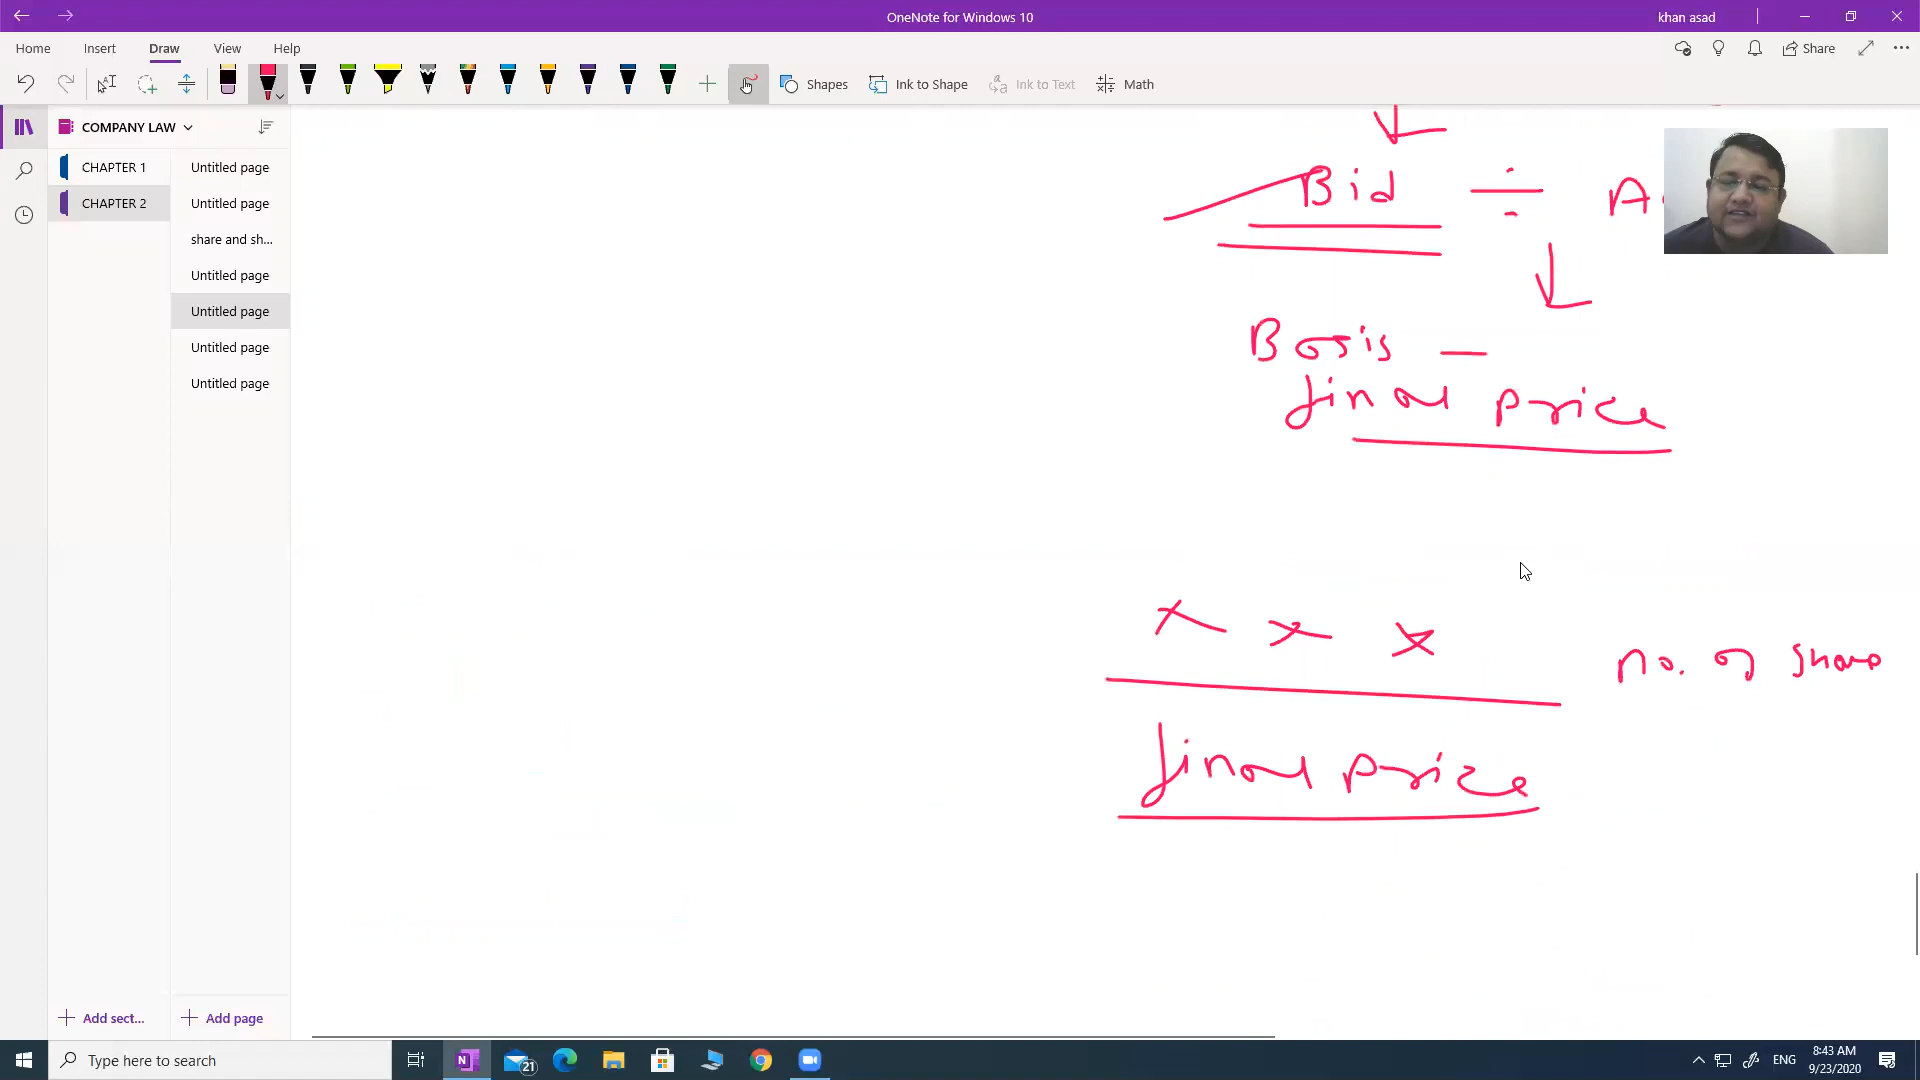 OneNote for Windows 10
khan asad
Home Insert Draw View Help
Share
Shapes
Ink to Shape
Ink to Text
Math
COMPANY LAW
CHAPTER 1
CHAPTER 2
Untitled page
Untitled page
share and sh...
Untitled page
Untitled page
Untitled page
Untitled page
Bid ÷ A
Basis —
final price
x x x
no. of share
final price
+ Add sect...
+ Add page
Type here to search
N
21
ENG
8:43 AM
9/23/2020